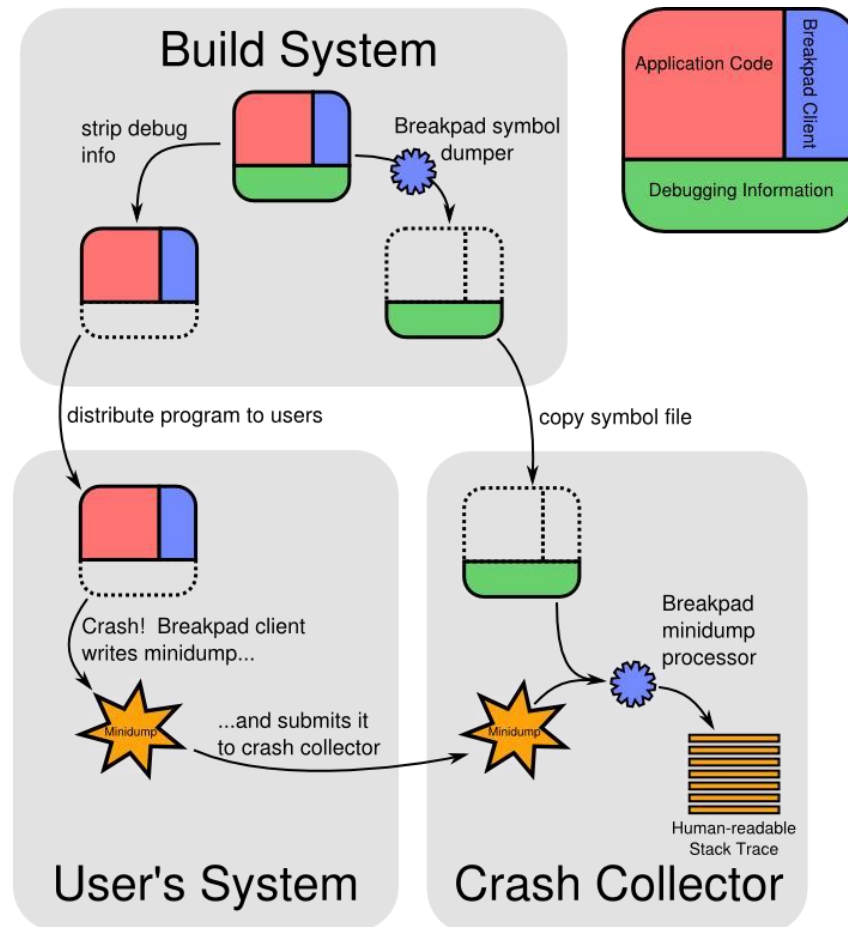 Build System
strip debug
info
Breakpad symbol
dumper
Application Code
Breakpad Client
Debugging Information
distribute program to users
copy symbol file
Crash! Breakpad client
writes minidump...
Minidump
...and submits it
to crash collector
Minidump
Breakpad
minidump
processor
Human-readable
Stack Trace
User's System
Crash Collector